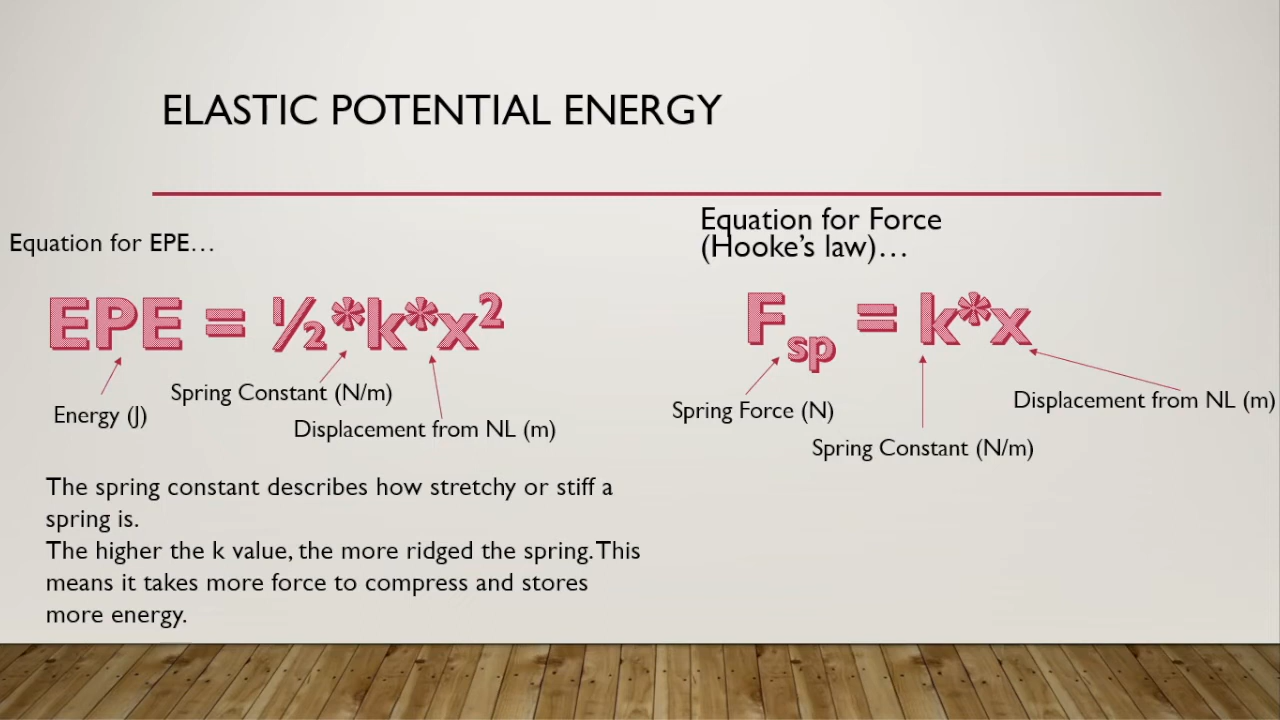 ELASTIC POTENTIAL ENERGY
Equation for EPE…
EPE = ½*k*x²
Energy (J)
Spring Constant (N/m)
Displacement from NL (m)
The spring constant describes how stretchy or stiff a
spring is.
The higher the k value, the more ridged the spring. This
means it takes more force to compress and stores
more energy.
Equation for Force
(Hooke’s law)…
Fsp = k*x
Spring Force (N)
Displacement from NL (m)
Spring Constant (N/m)